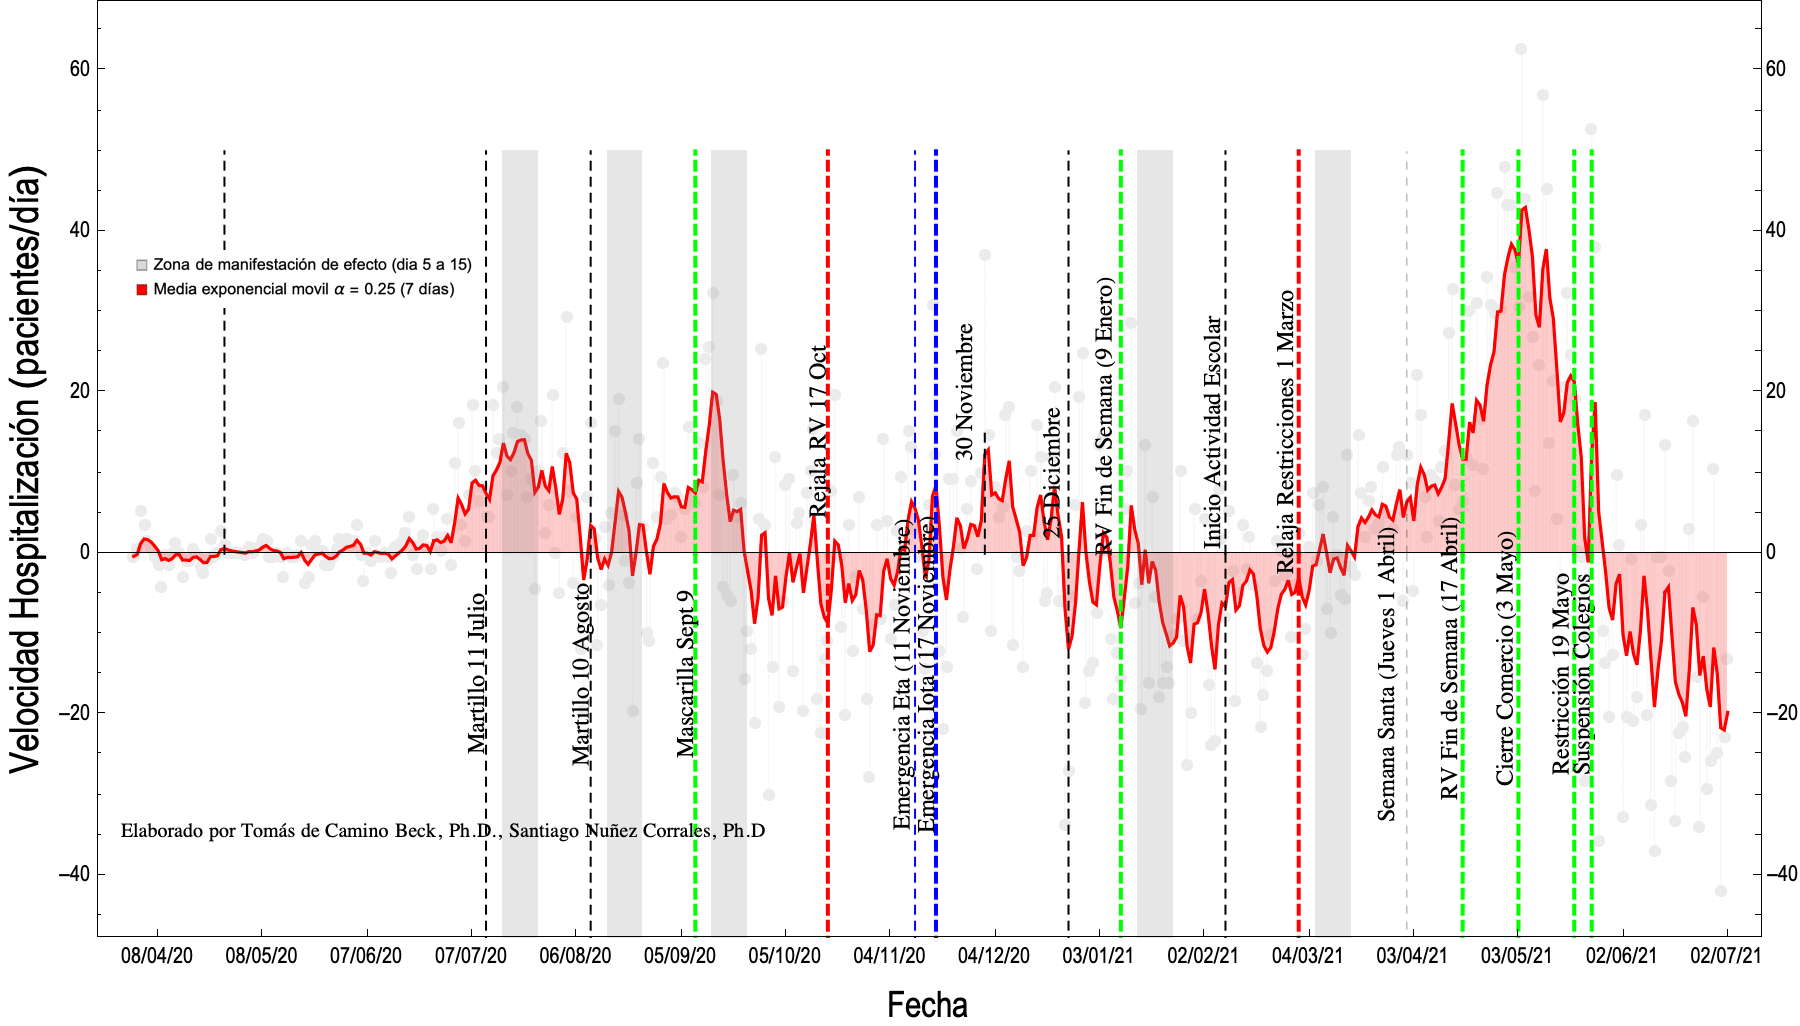 60
40
20
0
−20
−40
60
40
20
0
−20
−40
Velocidad Hospitalización (pacientes/día)
Zona de manifestación de efecto (dia 5 a 15)
Media exponencial movil α = 0.25 (7 días)
Martillo 11 Julio
Martillo 10 Agosto
Mascarilla Sept 9
Rejala RV 17 Oct
Emergencia Eta (11 Noviembre)
Emergencia Iota (17 Noviembre)
30 Noviembre
25 Diciembre
RV Fin de Semana (9 Enero)
Inicio Actividad Escolar
Relaja Restricciones 1 Marzo
Semana Santa (Jueves 1 Abril)
RV Fin de Semana (17 Abril)
Cierre Comercio (3 Mayo)
Restricción 19 Mayo
Suspensión Colegios
Elaborado por Tomás de Camino Beck, Ph.D., Santiago Nuñez Corrales, Ph.D
08/04/20 08/05/20 07/06/20 07/07/20 06/08/20 05/09/20 05/10/20 04/11/20 04/12/20 03/01/21 02/02/21 04/03/21 03/04/21 03/05/21 02/06/21 02/07/21
Fecha